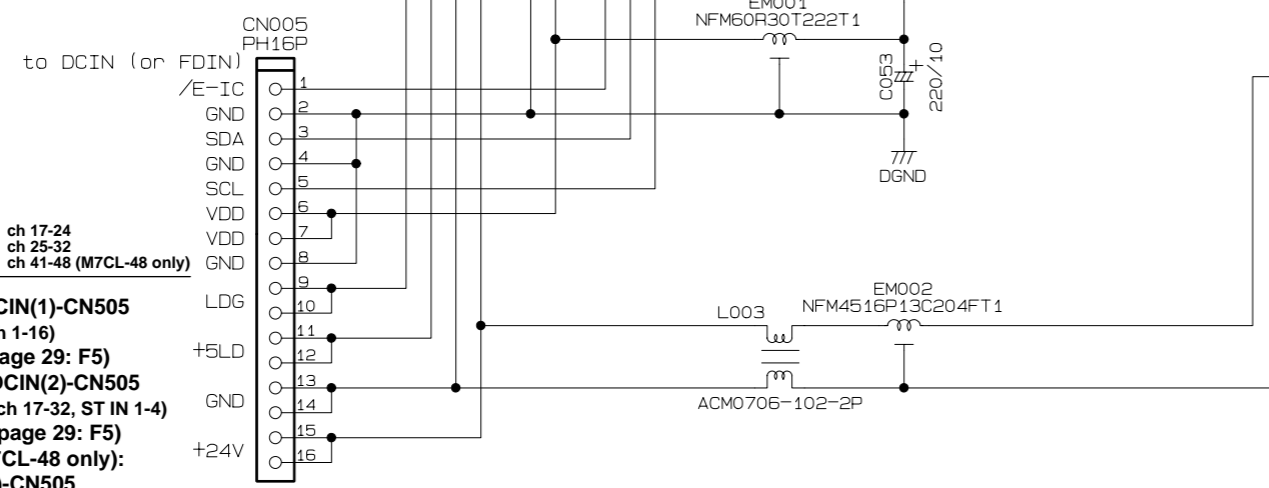 EM001
NFM60R30T222T1
CN005
PH16P
to DCIN (or FDIN)
/E-IC 1
GND 2
SDA 3
GND 4
SCL 5
VDD 6
VDD 7
GND 8
LDG 9
10
+5LD 11
12
GND 13
14
+24V 15
16
C053
+
220/10
DGND
ch 17-24
ch 25-32
ch 41-48 (M7CL-48 only)
CIN(1)-CN505
1-16)
age 29: F5)
DCIN(2)-CN505
ch 17-32, ST IN 1-4)
page 29: F5)
7CL-48 only):
)-CN505
L003
EM002
NFM4516P13C204FT1
ACM0706-102-2P